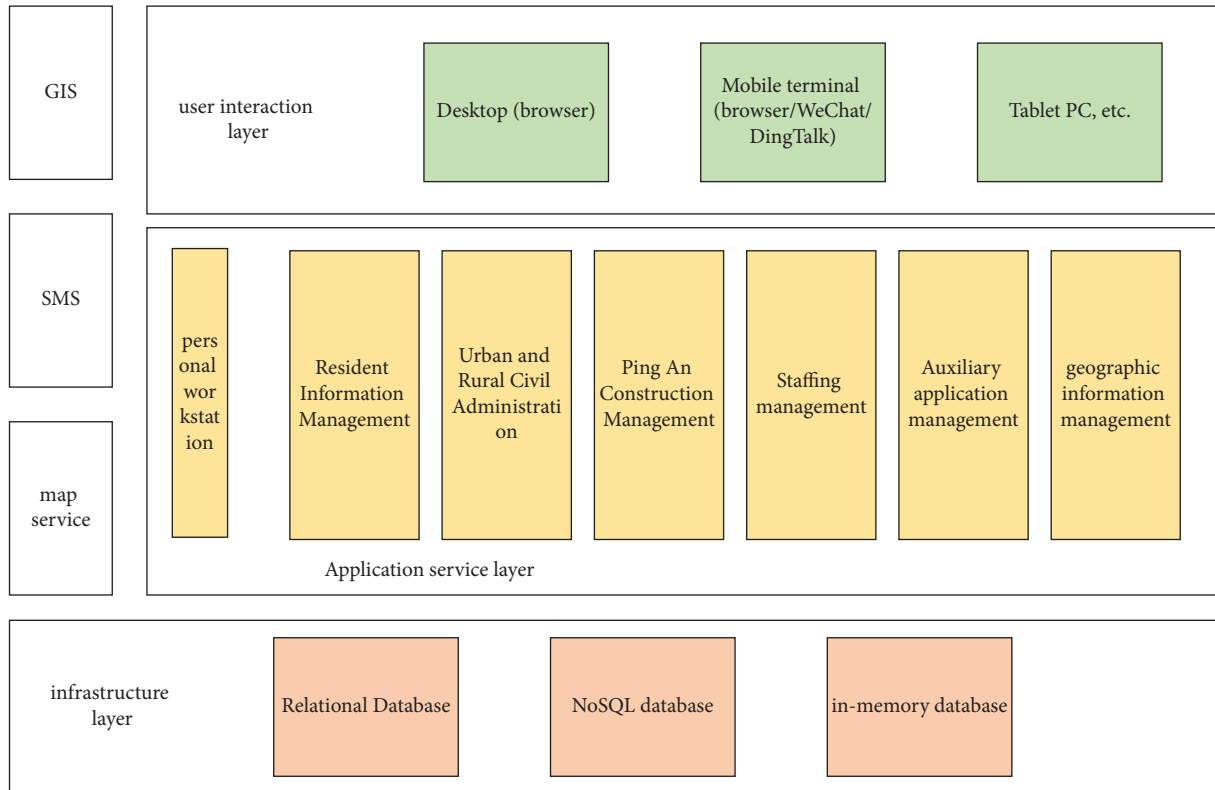 GIS
user interaction
layer
Desktop (browser)
Mobile terminal
(browser/WeChat/
DingTalk)
Tablet PC, etc.
SMS
pers
onal
wor
kstat
ion
Resident
Information
Management
Urban and
Rural Civil
Administrati
on
Ping An
Construction
Management
Staffing
management
Auxiliary
application
management
geographic
information
management
map
service
Application service layer
infrastructure
layer
Relational Database
NoSQL database
in-memory database